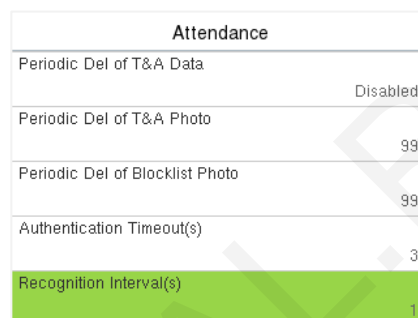 Attendance
Periodic Del of T&A Data
Disabled
Periodic Del of T&A Photo
99
Periodic Del of Blocklist Photo
99
Authentication Timeout(s)
3
Recognition Interval(s)
1